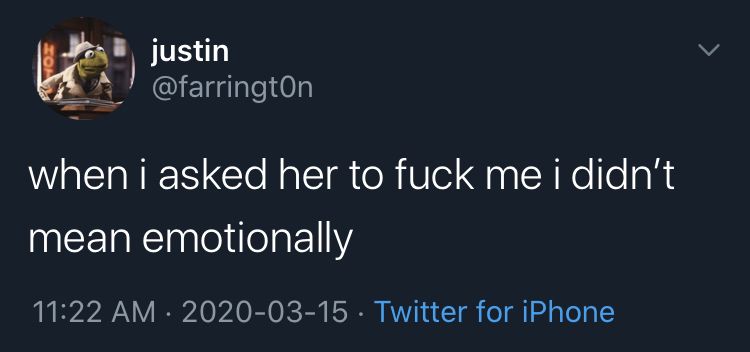 justin
@farringt0n
when i asked her to fuck me i didn’t
mean emotionally
11:22 AM · 2020-03-15 · Twitter for iPhone